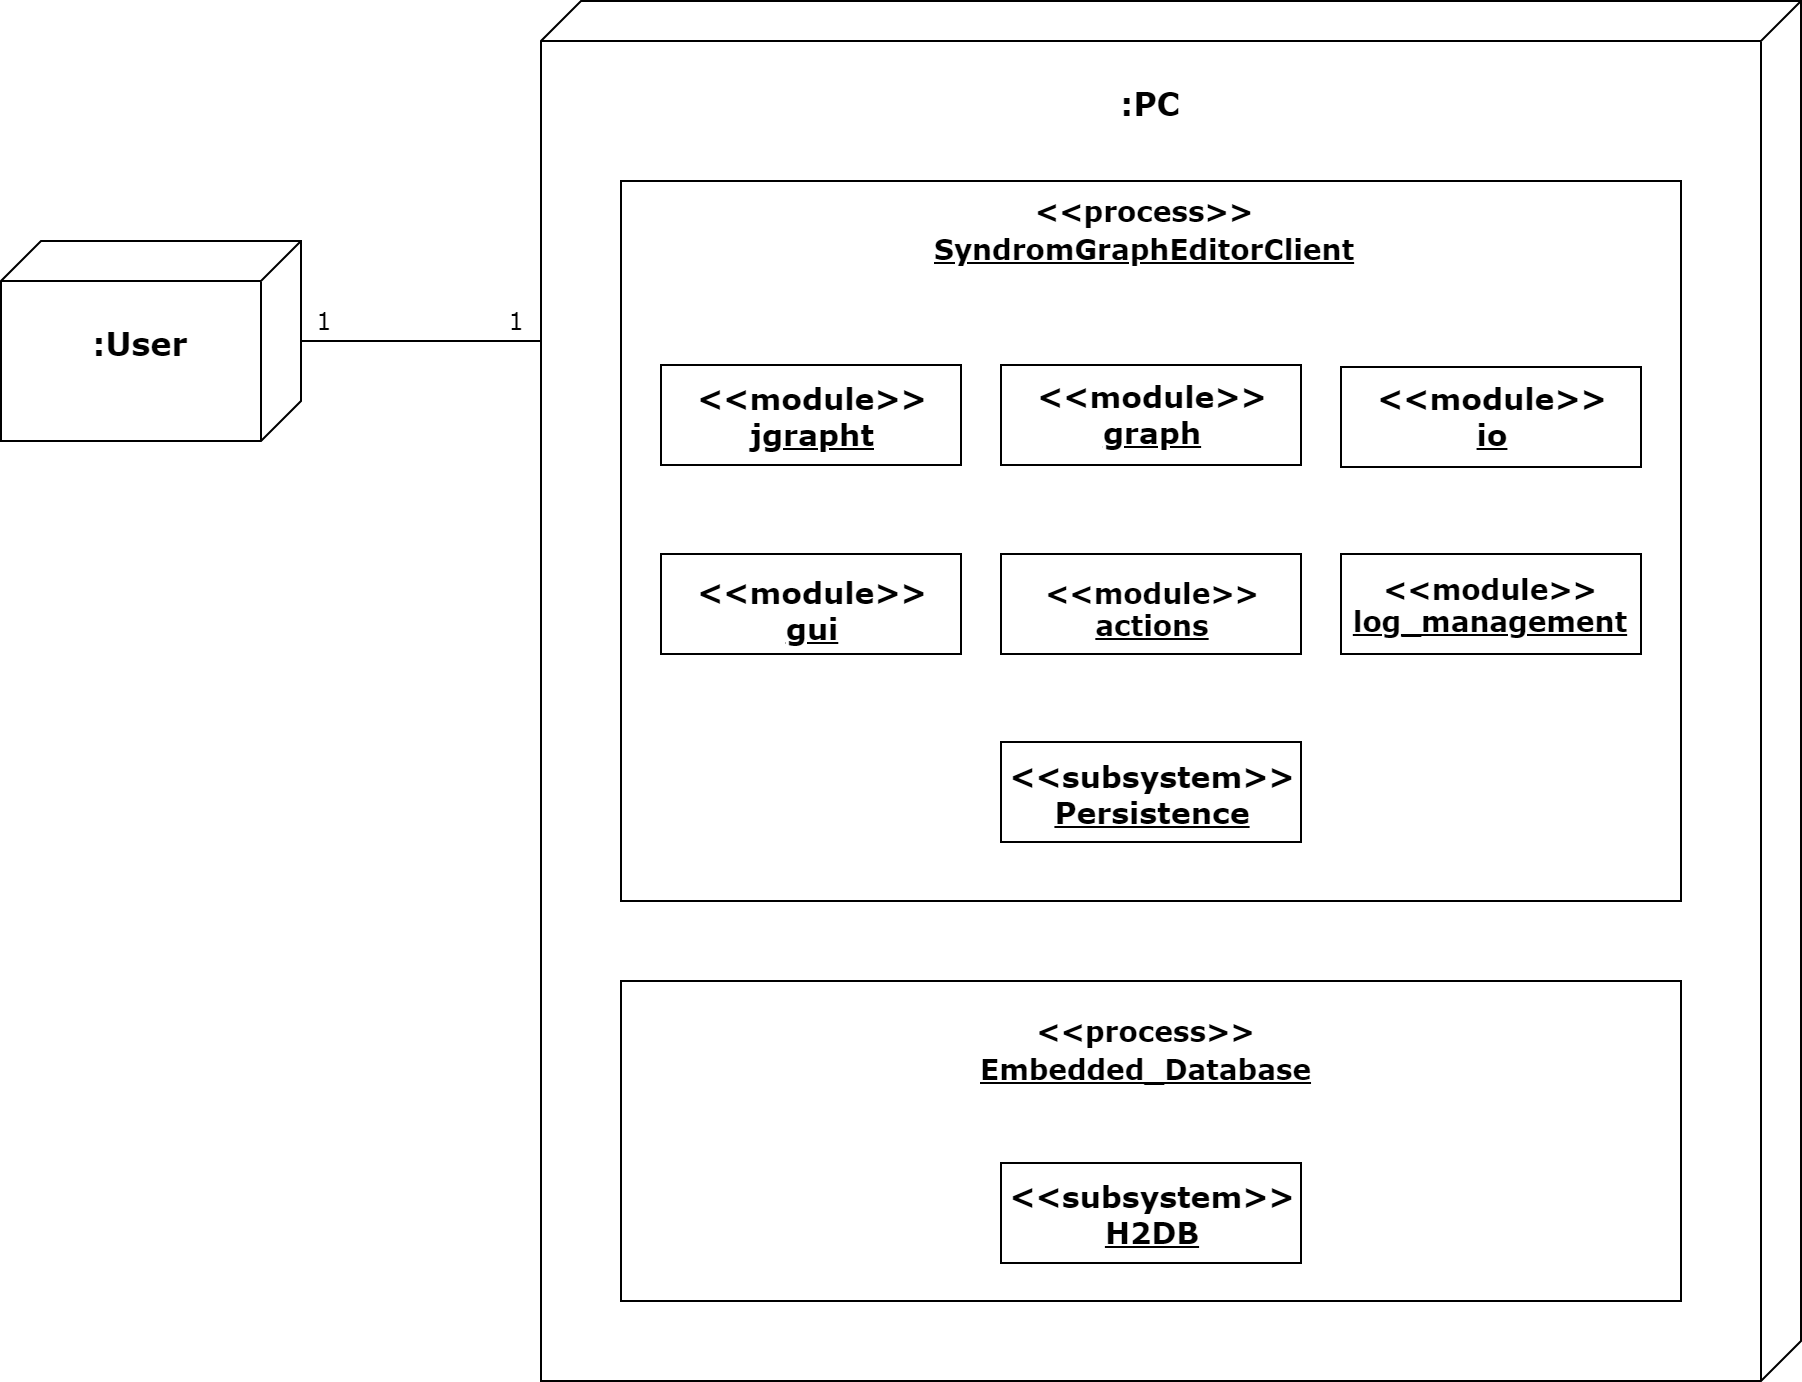 :PC
<<process>>
SyndromGraphEditorClient
:User
1
1
<<module>>
jgrapht
<<module>>
graph
<<module>>
io
<<module>>
gui
<<module>>
actions
<<module>>
log_management
<<subsystem>>
Persistence
<<process>>
Embedded_Database
<<subsystem>>
H2DB